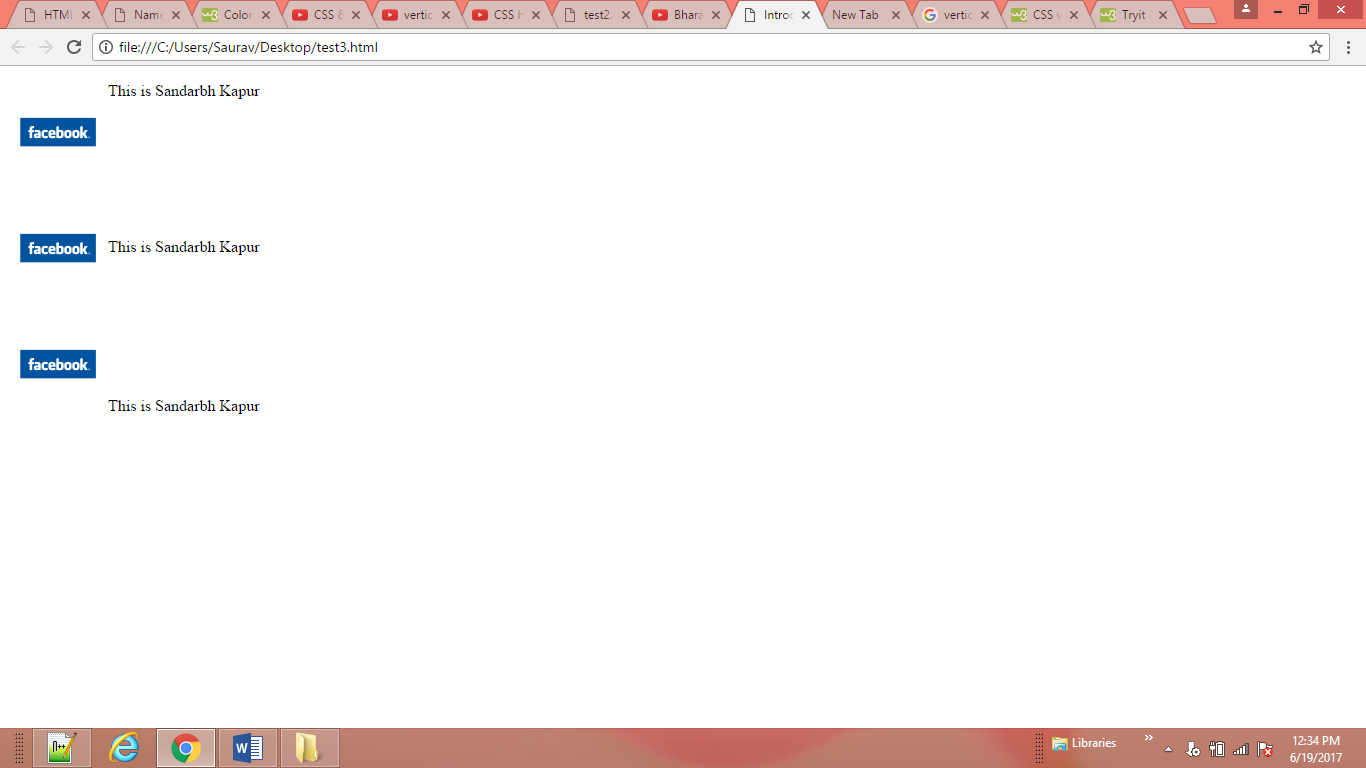 HTML Name Color CSS & vertic CSS h test2. Bhara Introd New Tab vertic CSS v Tryit
file:///C:/Users/Saurav/Desktop/test3.html
This is Sandarbh Kapur
facebook.
facebook. This is Sandarbh Kapur
facebook.
This is Sandarbh Kapur
Libraries
12:34 PM
6/19/2017